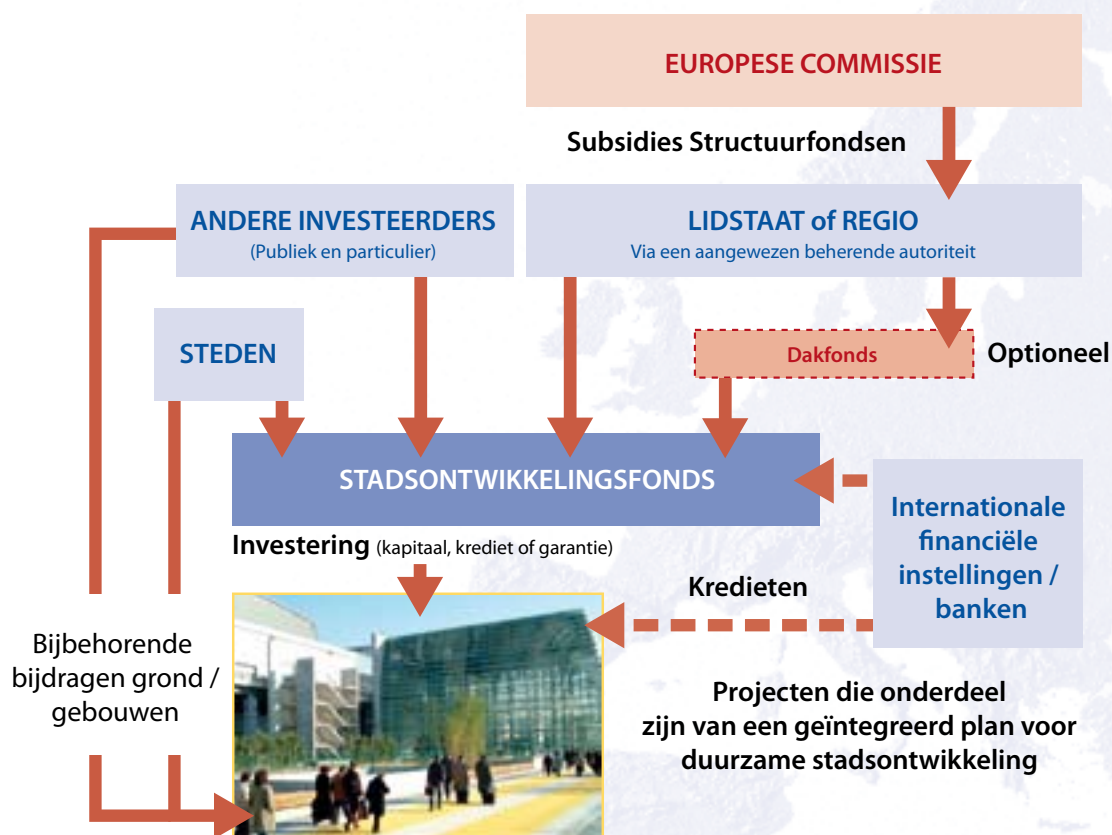 EUROPESE COMMISSIE
Subsidies Structuurfondsen
ANDERE INVESTEERDERS
(Publiek en particulier)
LIDSTAAT of REGIO
Via een aangewezen beherende autoriteit
STEDEN
Dakfonds
Optioneel
STADSONTWIKKELINGSFONDS
Internationale
financiële
instellingen /
banken
Investering (kapitaal, krediet of garantie)
Kredieten
Bijbehorende
bijdragen grond /
gebouwen
Projecten die onderdeel
zijn van een geïntegreerd plan voor
duurzame stadsontwikkeling